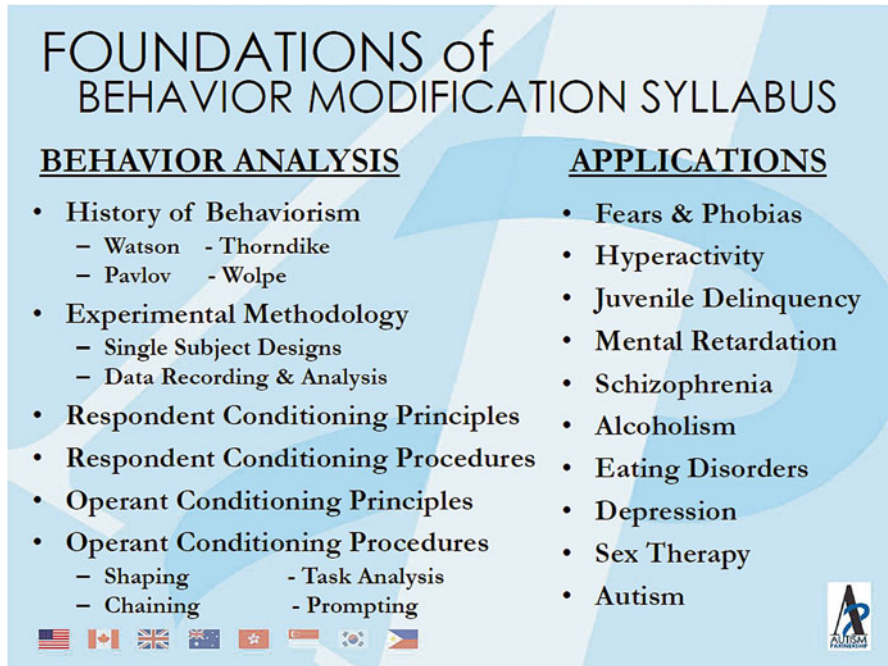 FOUNDATIONS of
BEHAVIOR MODIFICATION SYLLABUS
BEHAVIOR ANALYSIS
• History of Behaviorism
– Watson - Thorndike
– Pavlov - Wolpe
• Experimental Methodology
– Single Subject Designs
– Data Recording & Analysis
• Respondent Conditioning Principles
• Respondent Conditioning Procedures
• Operant Conditioning Principles
• Operant Conditioning Procedures
– Shaping - Task Analysis
– Chaining - Prompting
APPLICATIONS
• Fears & Phobias
• Hyperactivity
• Juvenile Delinquency
• Mental Retardation
• Schizophrenia
• Alcoholism
• Eating Disorders
• Depression
• Sex Therapy
• Autism
AP
AUTISM
PARTNERSHIP